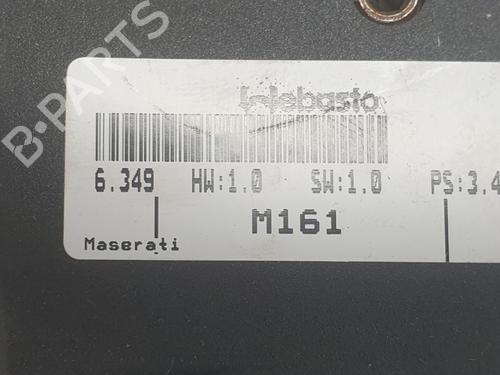 Webasto
6.349 HW:1.0 SW:1.0 PS:3.4
M161
Maserati
B-PARTS